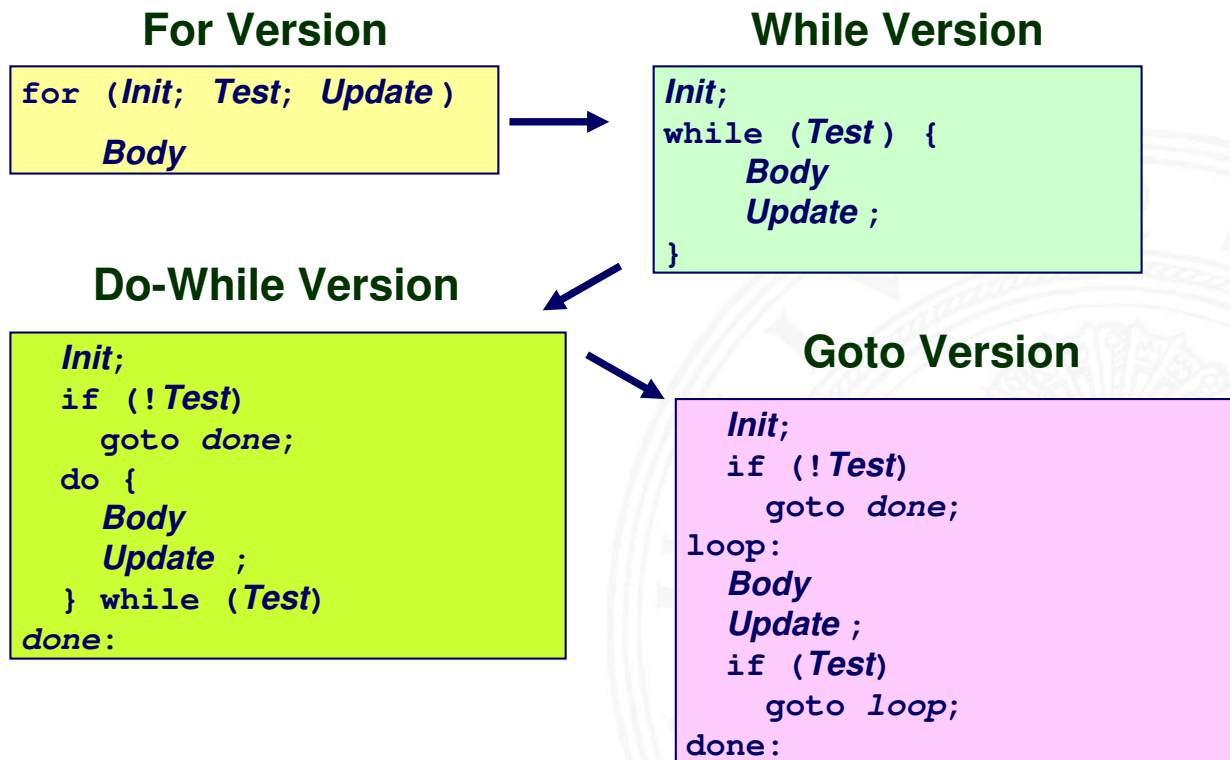 For Version
for (Init; Test; Update )
Body
While Version
Init;
while (Test ) {
Body
Update ;
}
Do-While Version
Init;
if (!Test)
goto done;
do {
Body
Update ;
} while (Test)
done:
Goto Version
Init;
if (!Test)
goto done;
loop:
Body
Update ;
if (Test)
goto loop;
done: